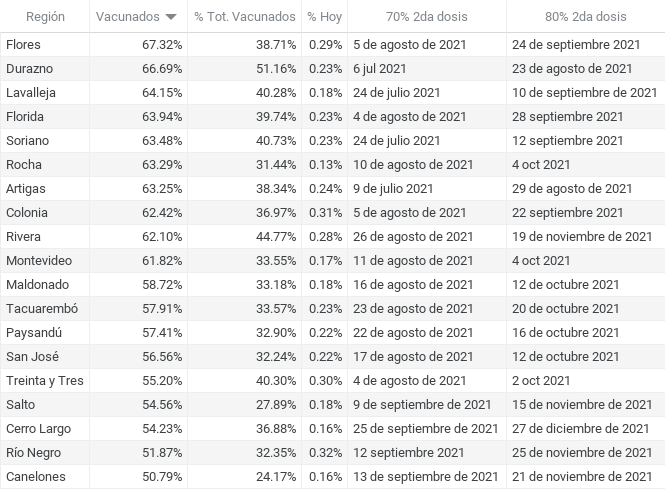 Región Vacunados % Tot. Vacunados % Hoy 70% 2da dosis 80% 2da dosis
Flores 67.32% 38.71% 0.29% 5 de agosto de 2021 24 de septiembre 2021
Durazno 66.69% 51.16% 0.23% 6 jul 2021 23 de agosto de 2021
Lavalleja 64.15% 40.28% 0.18% 24 de julio 2021 10 de septiembre de 2021
Florida 63.94% 39.74% 0.23% 4 de agosto de 2021 28 septiembre 2021
Soriano 63.48% 40.73% 0.23% 24 de julio 2021 12 septiembre 2021
Rocha 63.29% 31.44% 0.13% 10 de agosto de 2021 4 oct 2021
Artigas 63.25% 38.34% 0.24% 9 de julio 2021 29 de agosto de 2021
Colonia 62.42% 36.97% 0.31% 5 de agosto de 2021 22 septiembre 2021
Rivera 62.10% 44.77% 0.28% 26 de agosto de 2021 19 de noviembre de 2021
Montevideo 61.82% 33.55% 0.17% 11 de agosto de 2021 4 oct 2021
Maldonado 58.72% 33.18% 0.18% 16 de agosto de 2021 12 de octubre 2021
Tacuarembó 57.91% 33.57% 0.23% 23 de agosto de 2021 20 de octubre 2021
Paysandú 57.41% 32.90% 0.22% 22 de agosto de 2021 16 de octubre 2021
San José 56.56% 32.24% 0.22% 17 de agosto de 2021 12 de octubre 2021
Treinta y Tres 55.20% 40.30% 0.30% 4 de agosto de 2021 2 oct 2021
Salto 54.56% 27.89% 0.18% 9 de septiembre de 2021 15 de noviembre de 2021
Cerro Largo 54.23% 36.88% 0.16% 25 de septiembre de 2021 27 de diciembre de 2021
Río Negro 51.87% 32.35% 0.32% 12 septiembre 2021 25 de noviembre de 2021
Canelones 50.79% 24.17% 0.16% 13 de septiembre de 2021 21 de noviembre de 2021